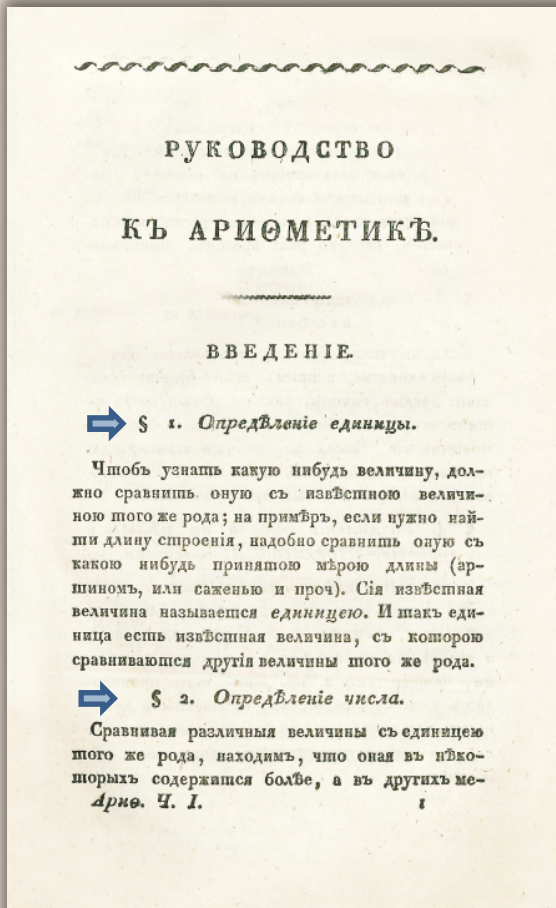 РУКОВОДСТВО
КЪ АРИѲМЕТИКѢ.
ВВЕДЕНІЕ.
§ 1. Опредѣленіе единицы.
Чтобъ узнать какую нибудь величину, дол-
жно сравнить оную съ извѣстною величи-
ною того же рода; на примѣръ, если нужно най-
ти длину строенія, надобно сравнить оную съ
какою нибудь принятою мѣрою длины (ар-
шиномъ, или саженью и проч). Сія извѣстная
величина называется единицею. И такъ еди-
ница есть извѣстная величина, съ которою
сравниваются другія величины того же рода.
§ 2. Опредѣленіе числа.
Сравнивая различныя величины съ единицею
того же рода, находимъ, что оная въ нѣко-
торыхъ содержится болѣе, а въ другихъ ме-
Ариѳ. Ч. I. 1